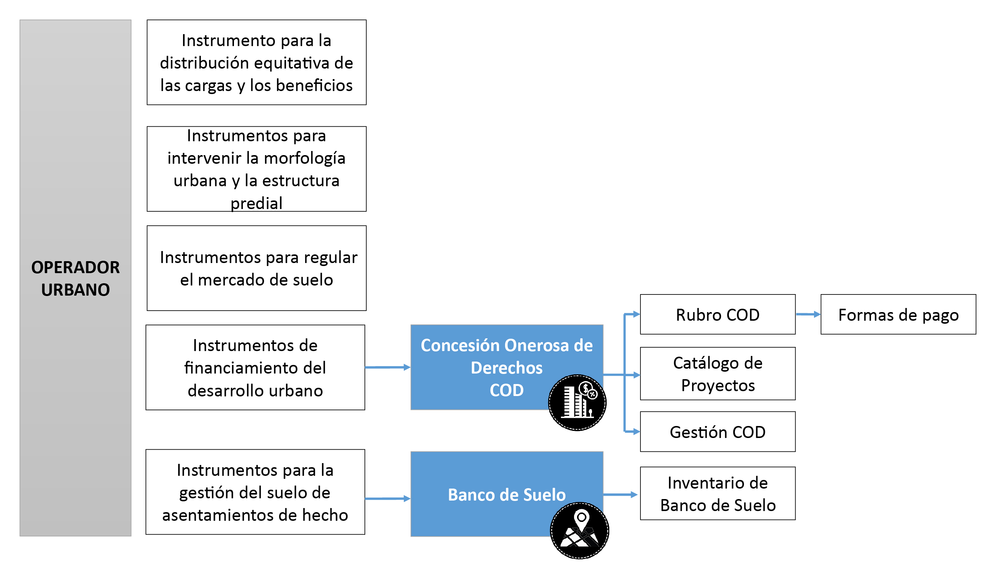 OPERADOR
URBANO
Instrumento para la
distribución equitativa de
las cargas y los beneficios
Instrumentos para
intervenir la morfología
urbana y la estructura
predial
Instrumentos para regular
el mercado de suelo
Instrumentos de
financiamiento del
desarrollo urbano
Concesión Onerosa de
Derechos
COD
$
%
Rubro COD
Formas de pago
Catálogo de
Proyectos
Gestión COD
Instrumentos para la
gestión del suelo de
asentamientos de hecho
Banco de Suelo
Inventario de
Banco de Suelo